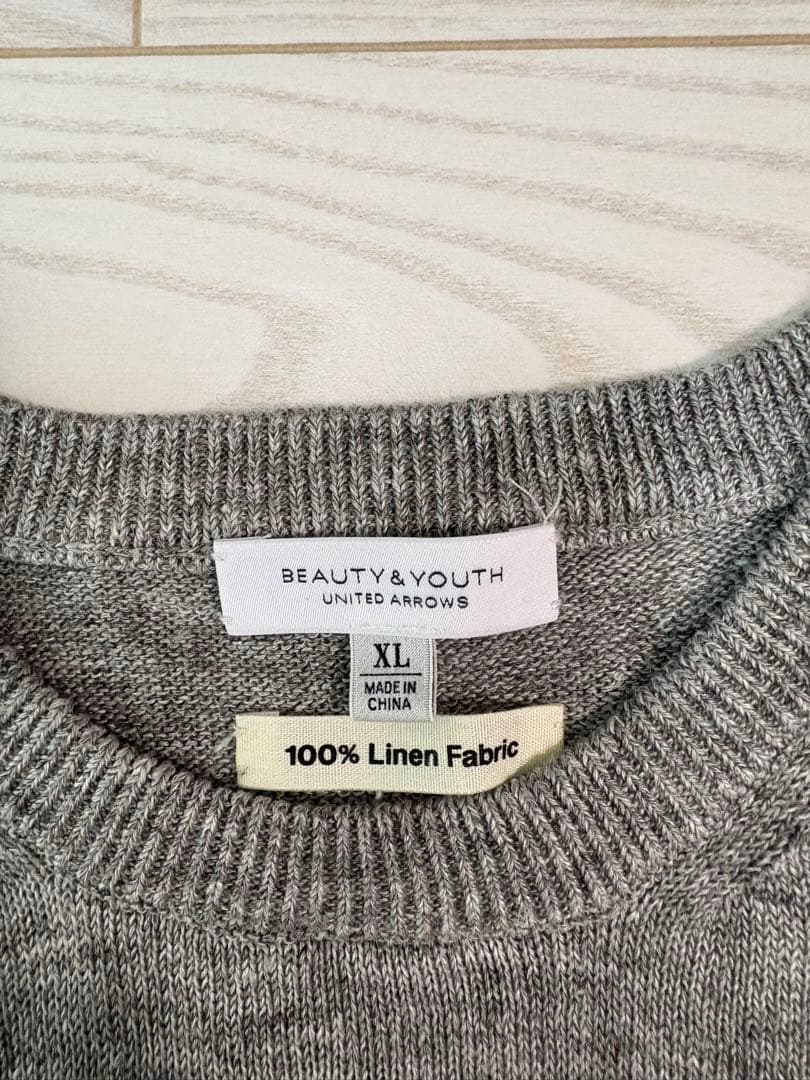 BEAUTY&YOUTH
UNITED ARROWS
XL
MADE IN
CHINA
100% Linen Fabric